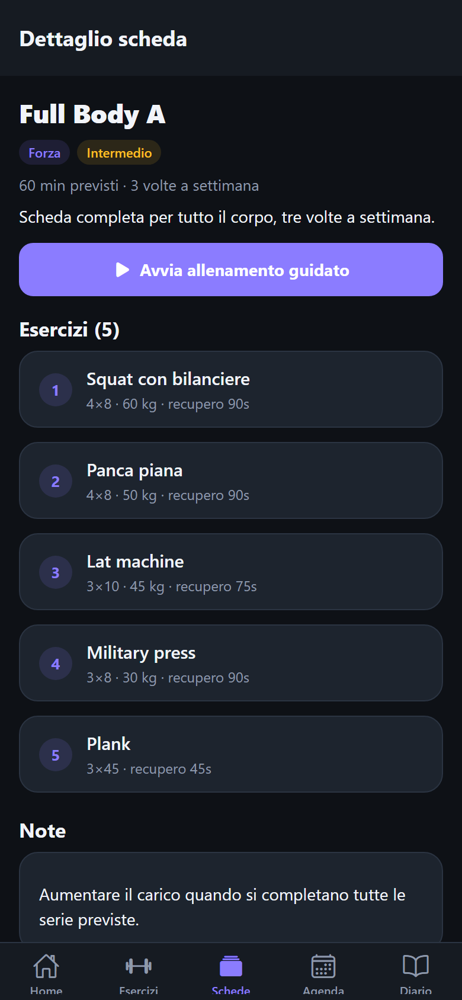 Dettaglio scheda
Full Body A
Forza
Intermedio
60 min previsti · 3 volte a settimana
Scheda completa per tutto il corpo, tre volte a settimana.
Avvia allenamento guidato
Esercizi (5)
1
Squat con bilanciere
4×8 · 60 kg · recupero 90s
2
Panca piana
4×8 · 50 kg · recupero 90s
3
Lat machine
3×10 · 45 kg · recupero 75s
4
Military press
3×8 · 30 kg · recupero 90s
5
Plank
3×45 · recupero 45s
Note
Aumentare il carico quando si completano tutte le
serie previste.
Home
Esercizi
Schede
Agenda
Diario